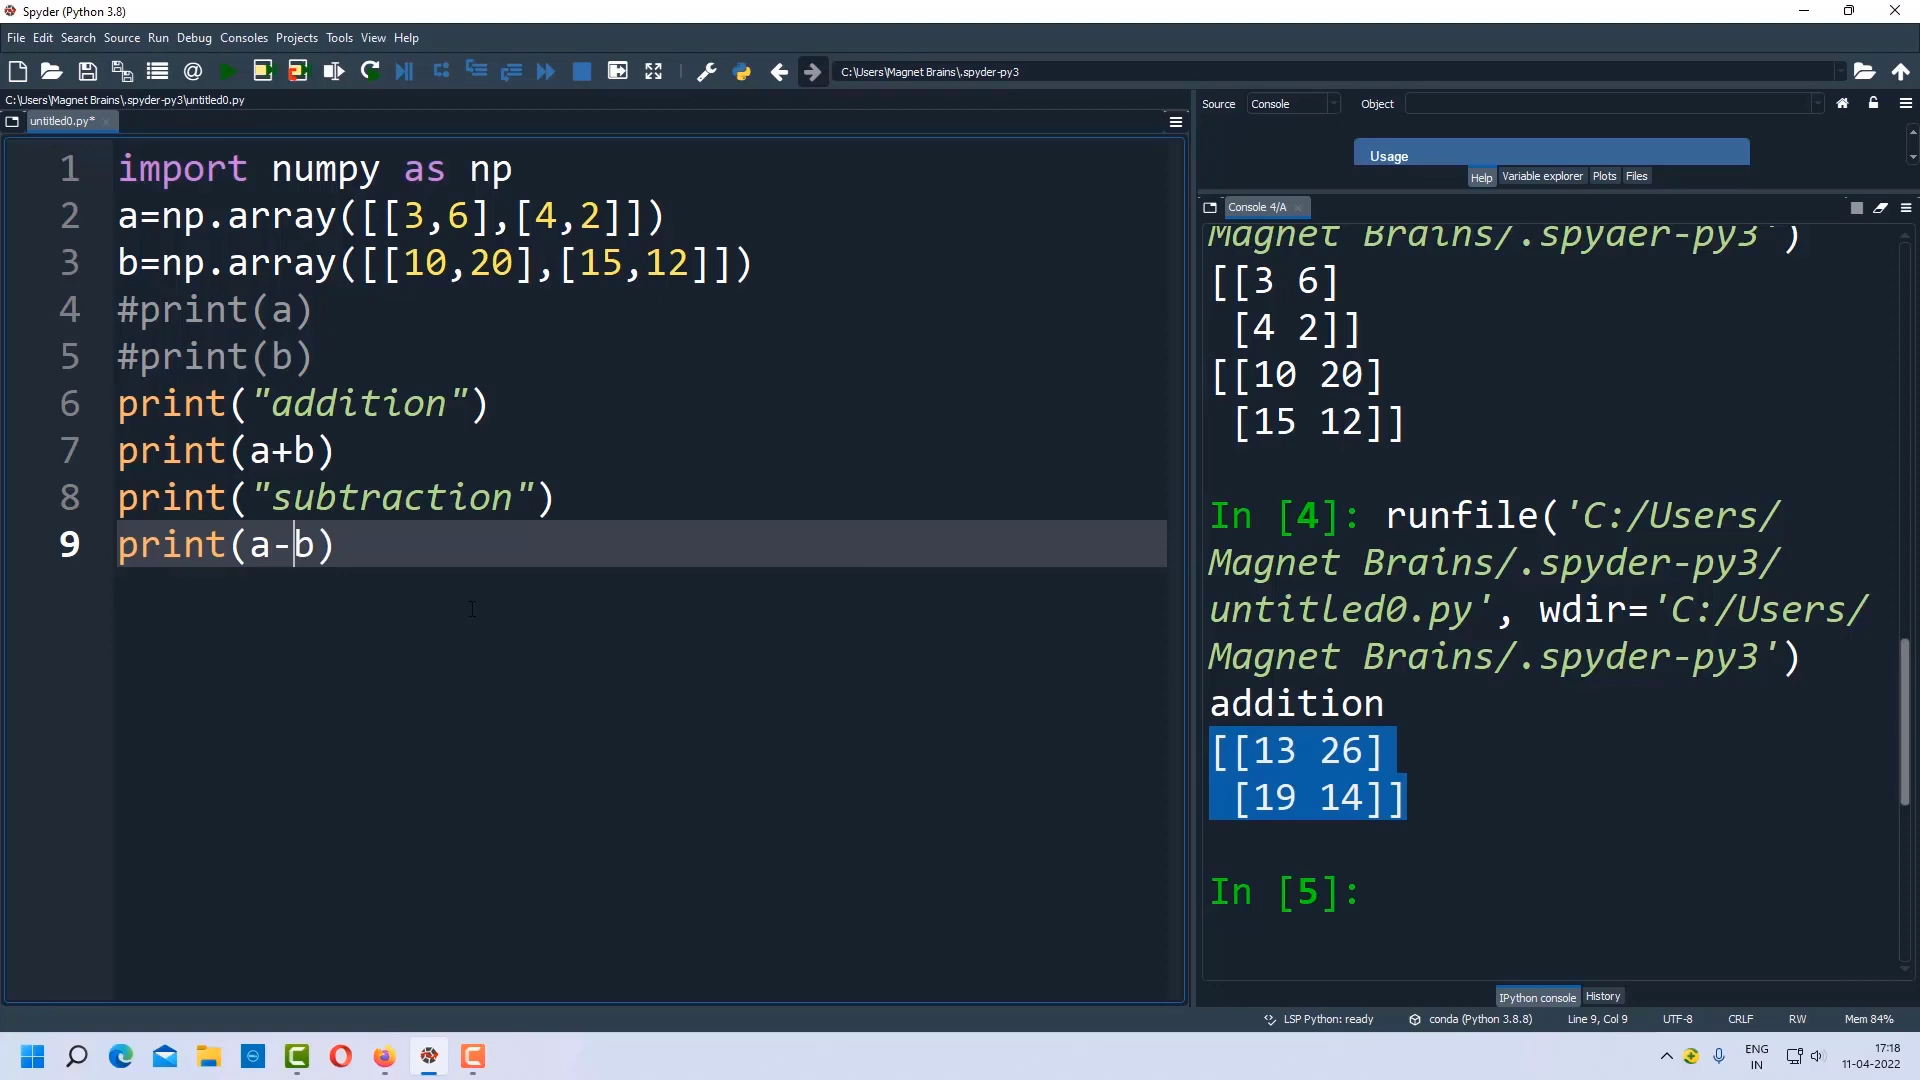 Spyder (Python 3.8)
File Edit Search Source Run Debug Consoles Projects Tools View Help
C:\Users\Magnet Brains\.spyder-py3
C:\Users\Magnet Brains\.spyder-py3\untitled0.py
untitled0.py*
1 import numpy as np
2 a=np.array([[3,6],[4,2]])
3 b=np.array([[10,20],[15,12]])
4 #print(a)
5 #print(b)
6 print("addition")
7 print(a+b)
8 print("subtraction")
9 print(a-b)
Source Console Object
Usage
Help Variable explorer Plots Files
Console 4/A
Magnet Brains/.spyder-py3')
[[3 6]
[4 2]]
[[10 20]
[15 12]]
In [4]: runfile('C:/Users/
Magnet Brains/.spyder-py3/
untitled0.py', wdir='C:/Users/
Magnet Brains/.spyder-py3')
addition
[[13 26]
[19 14]]
In [5]:
IPython console History
LSP Python: ready conda (Python 3.8.8) Line 9, Col 9 UTF-8 CRLF RW Mem 84%
ENG
IN
17:18
11-04-2022